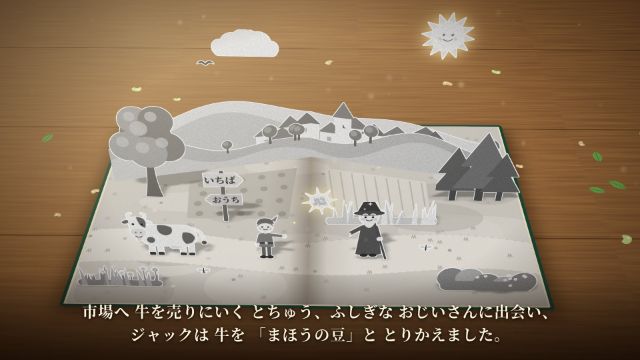 いちば
おうち
市場へ 牛を売りにいく とちゅう、ふしぎな おじいさんに出会い、
ジャックは 牛を 「まほうの豆」と とりかえました。